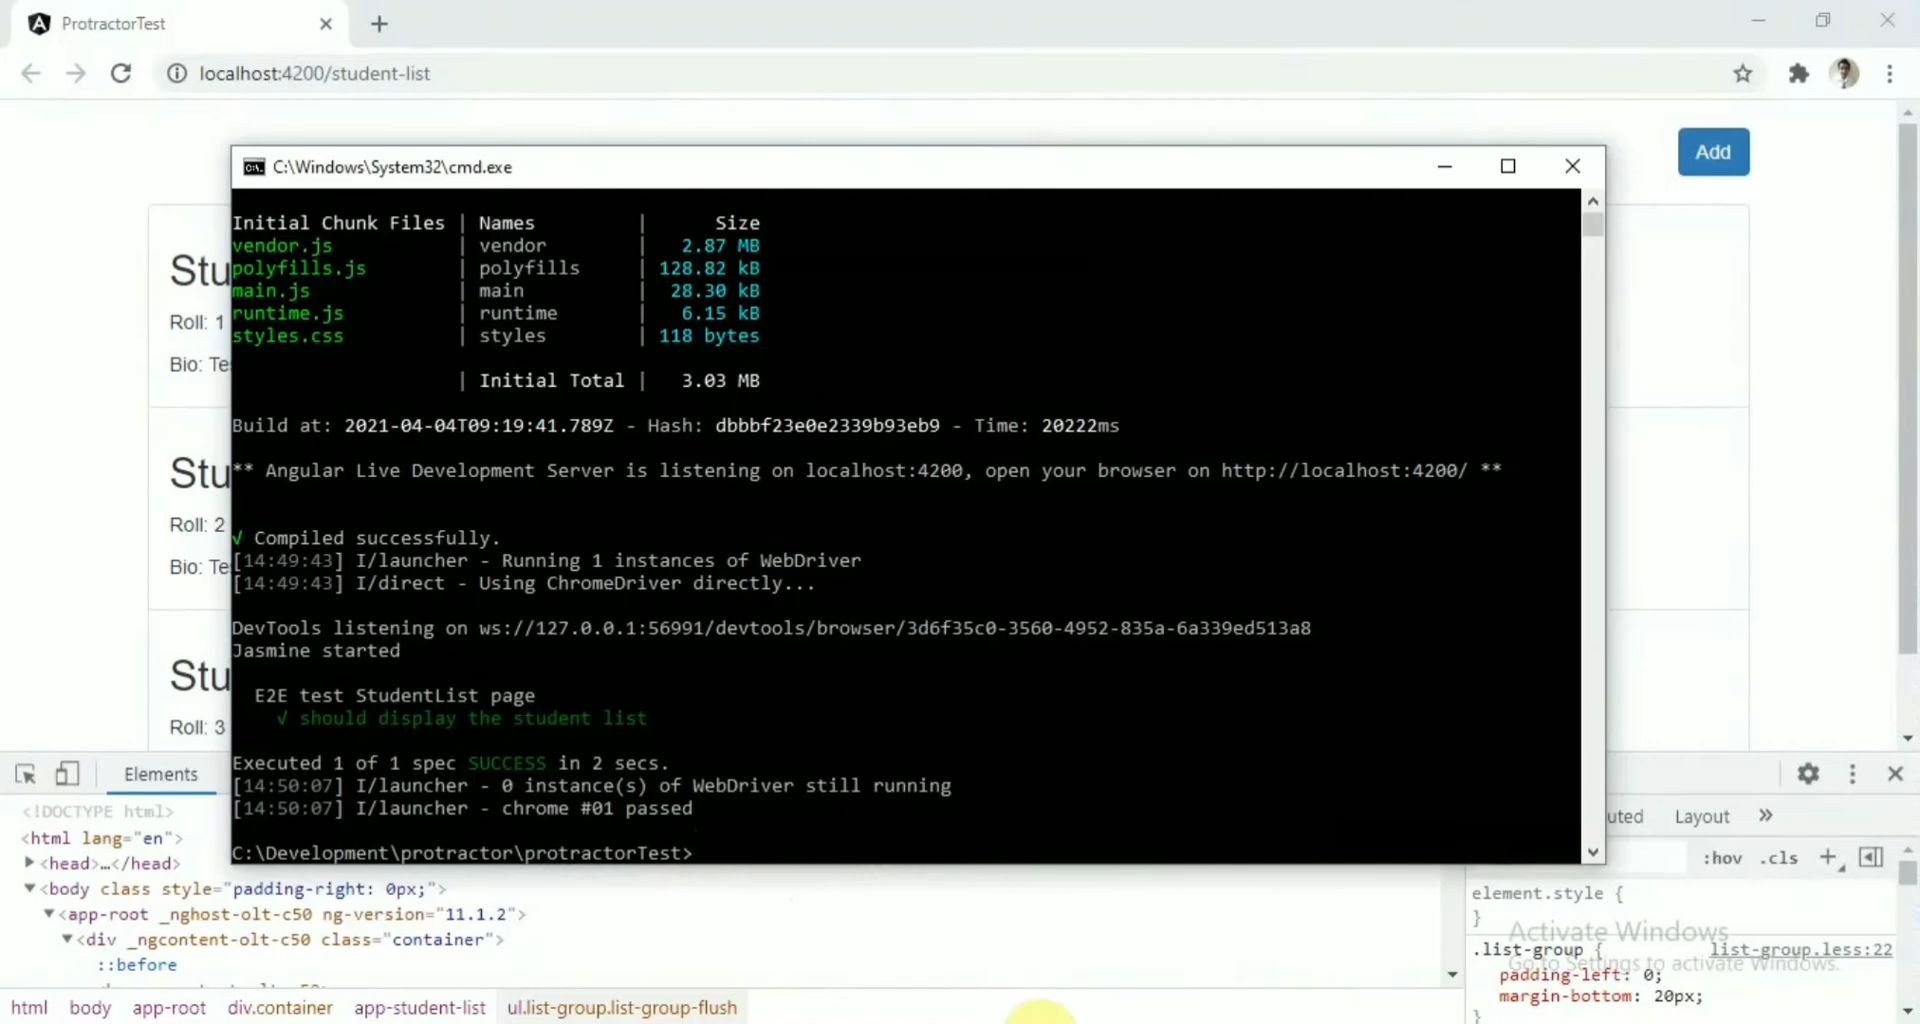 ProtractorTest
localhost:4200/student-list
Add
C:\Windows\System32\cmd.exe
Initial Chunk Files | Names | Size
vendor.js | vendor | 2.87 MB
polyfills.js | polyfills | 128.82 kB
main.js | main | 28.30 kB
runtime.js | runtime | 6.15 kB
styles.css | styles | 118 bytes
| Initial Total | 3.03 MB
Build at: 2021-04-04T09:19:41.789Z - Hash: dbbbf23e0e2339b93eb9 - Time: 20222ms
** Angular Live Development Server is listening on localhost:4200, open your browser on http://localhost:4200/ **
√ Compiled successfully.
[14:49:43] I/launcher - Running 1 instances of WebDriver
[14:49:43] I/direct - Using ChromeDriver directly...
DevTools listening on ws://127.0.0.1:56991/devtools/browser/3d6f35c0-3560-4952-835a-6a339ed513a8
Jasmine started
E2E test StudentList page
√ should display the student list
Executed 1 of 1 spec SUCCESS in 2 secs.
[14:50:07] I/launcher - 0 instance(s) of WebDriver still running
[14:50:07] I/launcher - chrome #01 passed
C:\Development\protractor\protractorTest>
Stu
Roll: 1
Bio: Te
Stu
Roll: 2
Bio: Te
Stu
Roll: 3
Elements
<!DOCTYPE html>
<html lang="en">
<head>…</head>
<body class style="padding-right: 0px;">
<app-root _nghost-olt-c50 ng-version="11.1.2">
<div _ngcontent-olt-c50 class="container">
::before
html body app-root div.container app-student-list ul.list-group.list-group-flush
uted Layout »
:hov .cls +
element.style {
}
.list-group { list-group.less:22
padding-left: 0;
margin-bottom: 20px;
}
Activate Windows
Go to Settings to activate Windows.